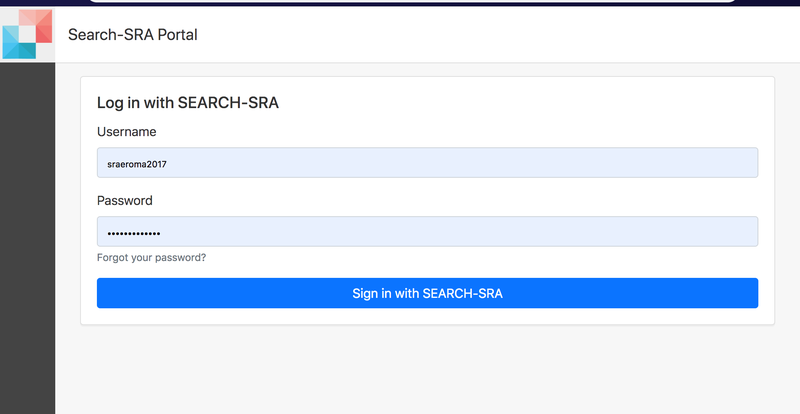 Search-SRA Portal
Log in with SEARCH-SRA
Username
sraeroma2017
Password
•••••••••••••
Forgot your password?
Sign in with SEARCH-SRA